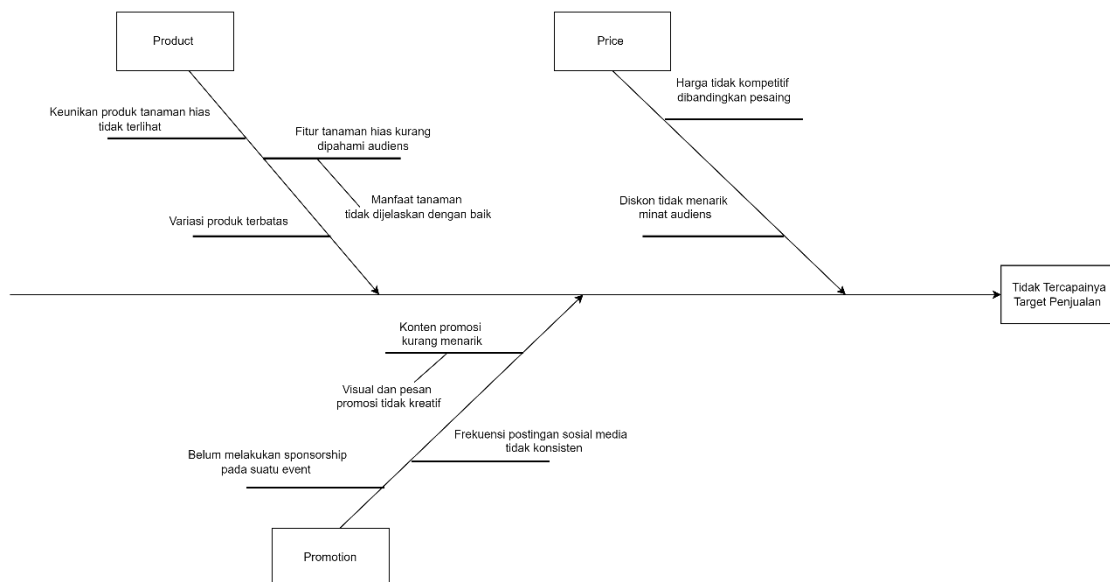 Product
Price
Keunikan produk tanaman hias
tidak terlihat
Fitur tanaman hias kurang
dipahami audiens
Manfaat tanaman
tidak dijelaskan dengan baik
Variasi produk terbatas
Harga tidak kompetitif
dibandingkan pesaing
Diskon tidak menarik
minat audiens
Tidak Tercapainya
Target Penjualan
Konten promosi
kurang menarik
Visual dan pesan
promosi tidak kreatif
Frekuensi postingan sosial media
tidak konsisten
Belum melakukan sponsorship
pada suatu event
Promotion